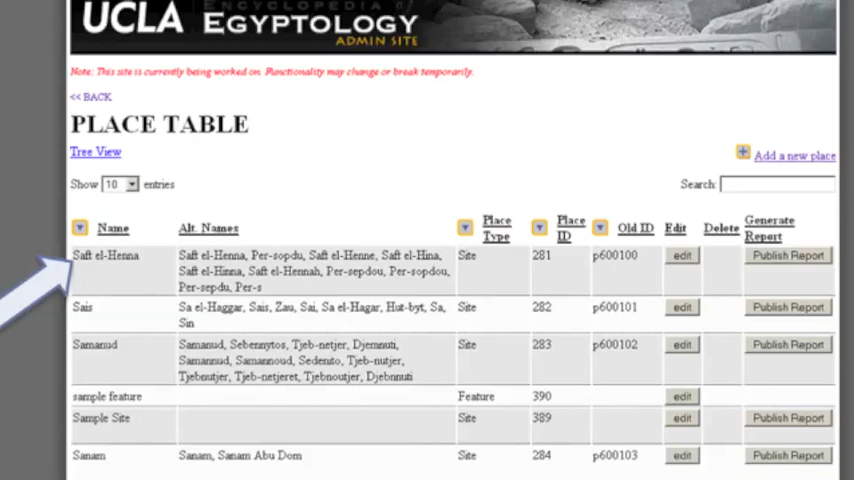 UCLA ENCYCLOPEDIA of
EGYPTOLOGY
ADMIN SITE
Note: This site is currently being worked on. Functionality may change or break temporarily.
<< BACK
PLACE TABLE
Tree View
Add a new place
Show 10 entries Search:
Name Alt. Names Place Type Place ID Old ID Edit Delete Generate Report
Saft el-Henna Saft el-Henna, Per-sopdu, Saft el-Henne, Saft el-Hina, Site 281 p600100 edit Publish Report
Saft el-Hinna, Saft el-Hennah, Per-sepdou, Per-sopdou,
Per-sepdu, Per-s
Sais Sa el-Haggar, Sais, Zau, Sai, Sa el-Hagar, Hut-byt, Sa, Site 282 p600101 edit Publish Report
Sin
Samanud Samanud, Sebennytos, Tjeb-netjer, Djemnuti, Site 283 p600102 edit Publish Report
Samannud, Samannoud, Sedento, Tjeb-nutjer,
Tjebnutjer, Tjeb-netjeret, Tjebnoutjer, Djebnnuti
sample feature Feature 390 edit
Sample Site Site 389 edit Publish Report
Sanam Sanam, Sanam Abu Dom Site 284 p600103 edit Publish Report